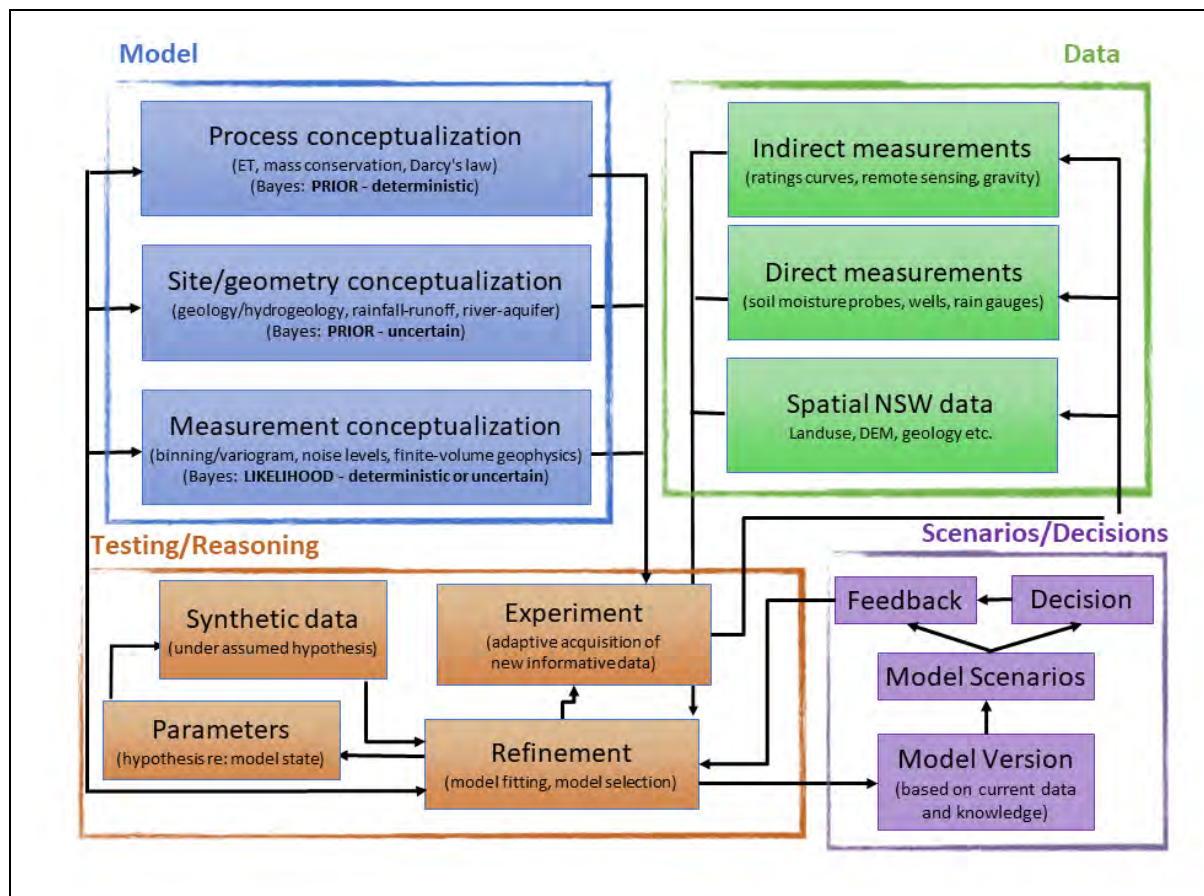 Model
Process conceptualization
(ET, mass conservation, Darcy's law)
(Bayes: PRIOR - deterministic)
Site/geometry conceptualization
(geology/hydrogeology, rainfall-runoff, river-aquifer)
(Bayes: PRIOR - uncertain)
Measurement conceptualization
(binning/variogram, noise levels, finite-volume geophysics)
(Bayes: LIKELIHOOD - deterministic or uncertain)
Data
Indirect measurements
(ratings curves, remote sensing, gravity)
Direct measurements
(soil moisture probes, wells, rain gauges)
Spatial NSW data
Landuse, DEM, geology etc.
Testing/Reasoning
Synthetic data
(under assumed hypothesis)
Parameters
(hypothesis re: model state)
Experiment
(adaptive acquisition of
new informative data)
Refinement
(model fitting, model selection)
Scenarios/Decisions
Feedback
Decision
Model Scenarios
Model Version
(based on current data
and knowledge)